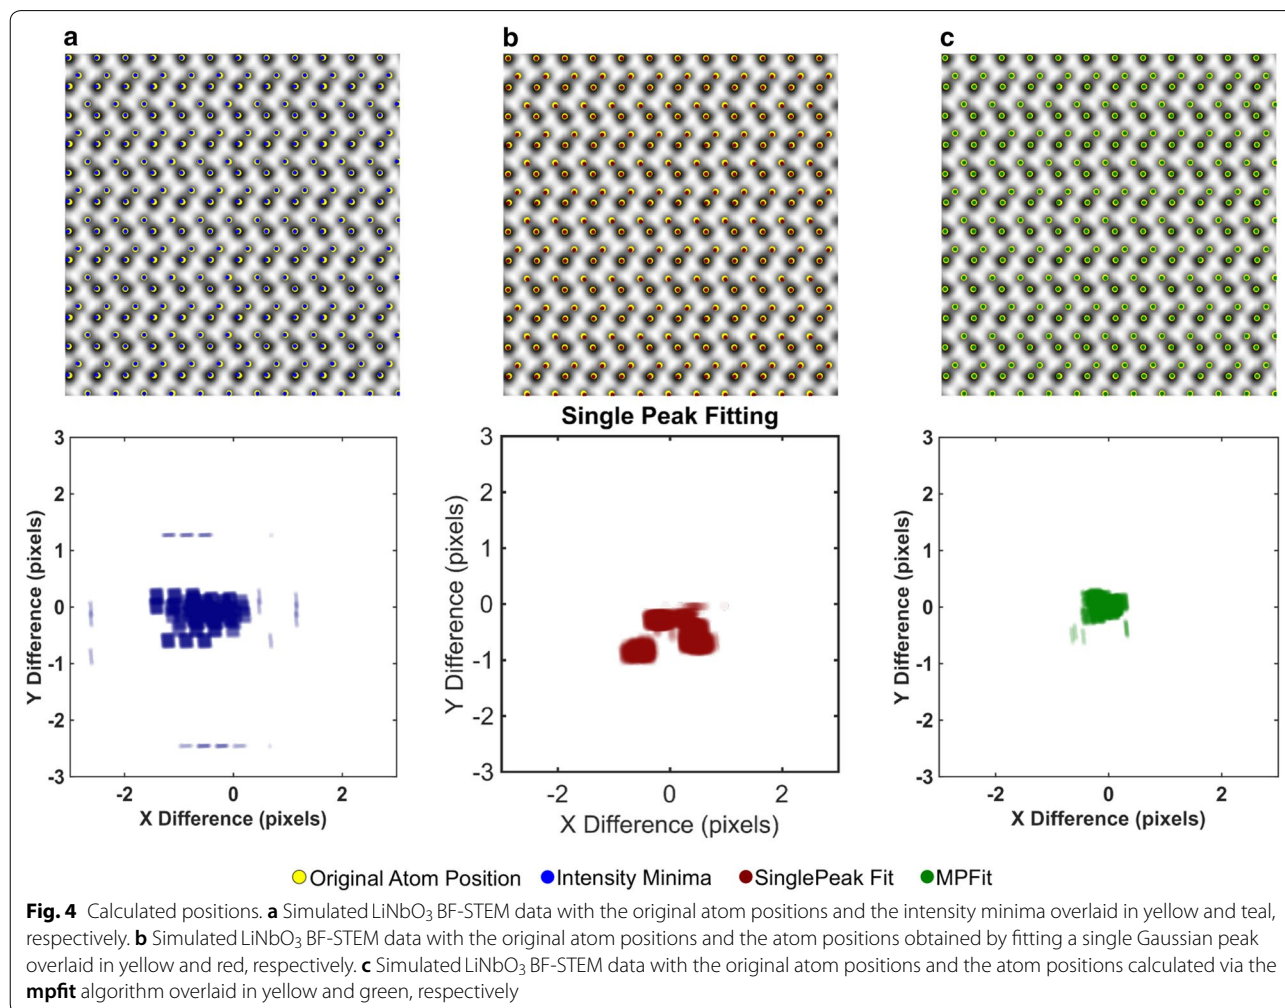 a
b
c
Single Peak Fitting
3
2
1
0
-1
-2
-3
Y Difference (pixels)
-2
0
2
X Difference (pixels)
3
2
1
0
-1
-2
-3
Y Difference (pixels)
-2
0
2
X Difference (pixels)
3
2
1
0
-1
-2
-3
Y Difference (pixels)
-2
0
2
X Difference (pixels)
Original Atom Position Intensity Minima SinglePeak Fit MPFit
Fig. 4 Calculated positions. a Simulated LiNbO3 BF-STEM data with the original atom positions and the intensity minima overlaid in yellow and teal,
respectively. b Simulated LiNbO3 BF-STEM data with the original atom positions and the atom positions obtained by fitting a single Gaussian peak
overlaid in yellow and red, respectively. c Simulated LiNbO3 BF-STEM data with the original atom positions and the atom positions calculated via the
mpfit algorithm overlaid in yellow and green, respectively